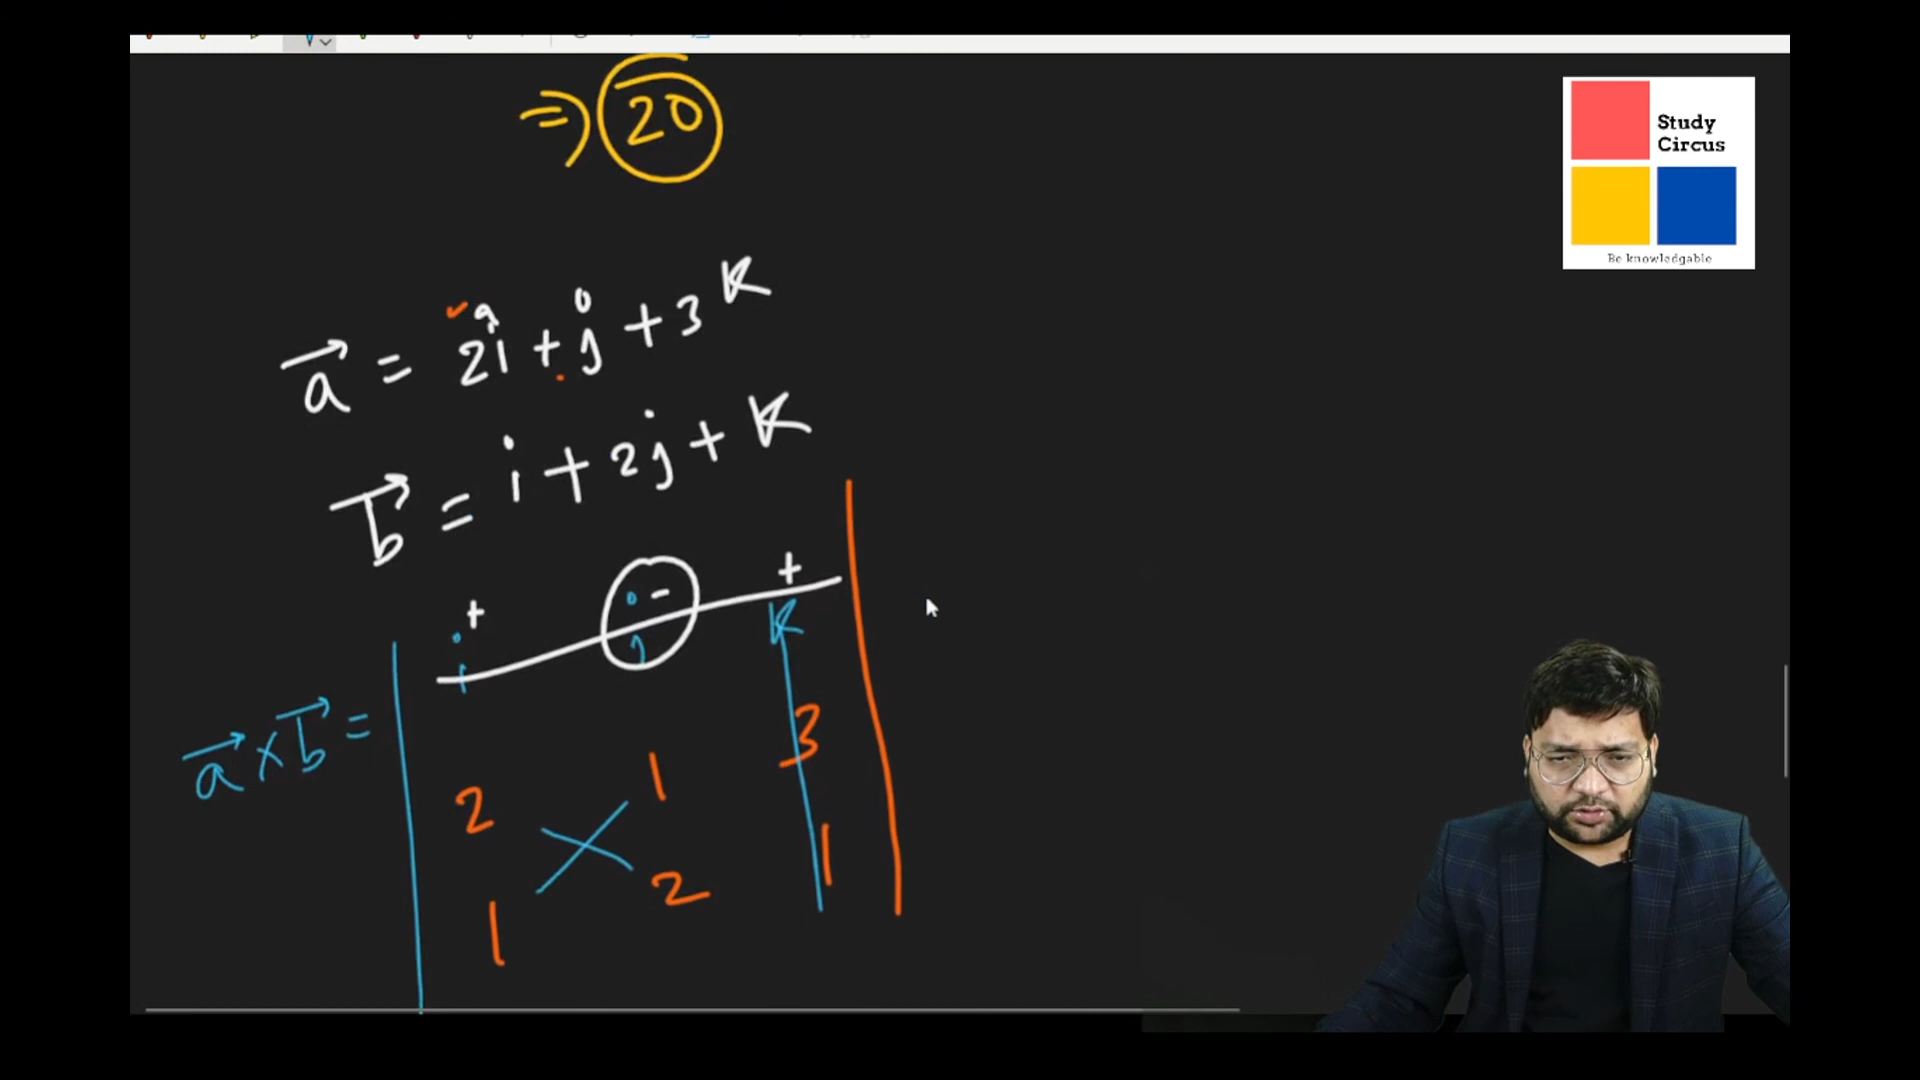 ⇒ 20
Study
Circus
Be knowledgable
a⃗ = 2i + j + 3K
b⃗ = i + 2j + K
+ - +
i j K
a⃗ × b⃗ =
2 1 3
1 2 1